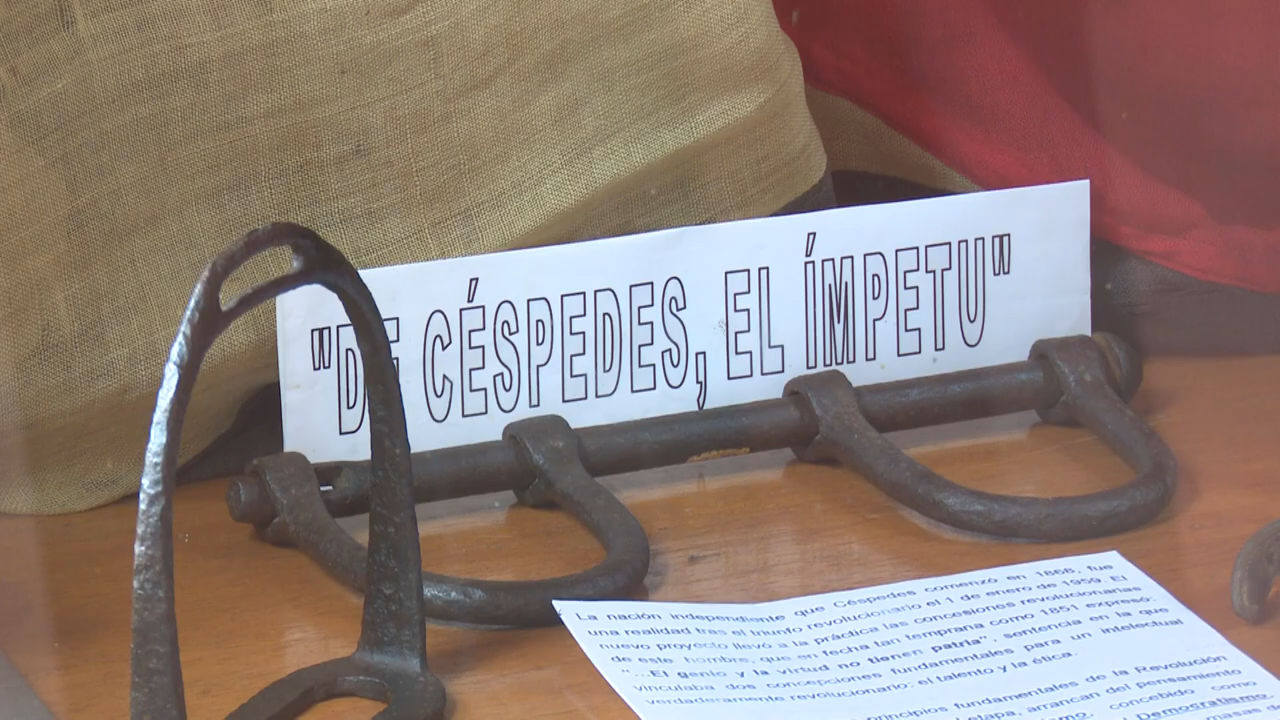 "DE CÉSPEDES, EL ÍMPETU"
La nación independiente que Céspedes comenzó en 1868, fue
una realidad tras el triunfo revolucionario el 1 de enero de 1959. El
nuevo proyecto llevó a la práctica las concesiones revolucionarias
de este hombre, que en fecha tan temprana como 1851 expresó:
"...El genio y la virtud no tienen patria", sentencia en la que
vinculaba dos concepciones fundamentales para un intelectual
verdaderamente revolucionario: el talento y la ética.
principios fundamentales de la Revolución
etapa, arrancan del pensamiento
concebido como
Democratismo